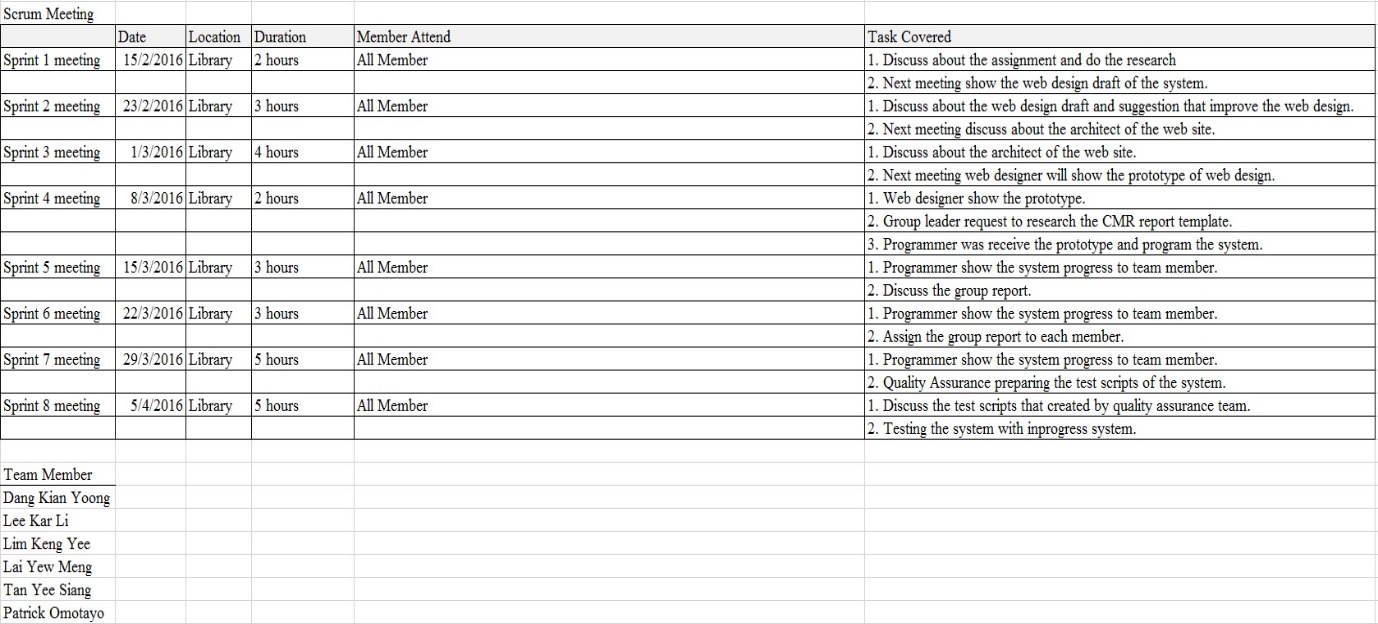 Scrum Meeting
Date Location Duration Member Attend Task Covered
Sprint 1 meeting 15/2/2016 Library 2 hours All Member 1. Discuss about the assignment and do the research
2. Next meeting show the web design draft of the system.
Sprint 2 meeting 23/2/2016 Library 3 hours All Member 1. Discuss about the web design draft and suggestion that improve the web design.
2. Next meeting discuss about the architect of the web site.
Sprint 3 meeting 1/3/2016 Library 4 hours All Member 1. Discuss about the architect of the web site.
2. Next meeting web designer will show the prototype of web design.
Sprint 4 meeting 8/3/2016 Library 2 hours All Member 1. Web designer show the prototype.
2. Group leader request to research the CMR report template.
3. Programmer was receive the prototype and program the system.
Sprint 5 meeting 15/3/2016 Library 3 hours All Member 1. Programmer show the system progress to team member.
2. Discuss the group report.
Sprint 6 meeting 22/3/2016 Library 3 hours All Member 1. Programmer show the system progress to team member.
2. Assign the group report to each member.
Sprint 7 meeting 29/3/2016 Library 5 hours All Member 1. Programmer show the system progress to team member.
2. Quality Assurance preparing the test scripts of the system.
Sprint 8 meeting 5/4/2016 Library 5 hours All Member 1. Discuss the test scripts that created by quality assurance team.
2. Testing the system with inprogress system.
Team Member
Dang Kian Yoong
Lee Kar Li
Lim Keng Yee
Lai Yew Meng
Tan Yee Siang
Patrick Omotayo